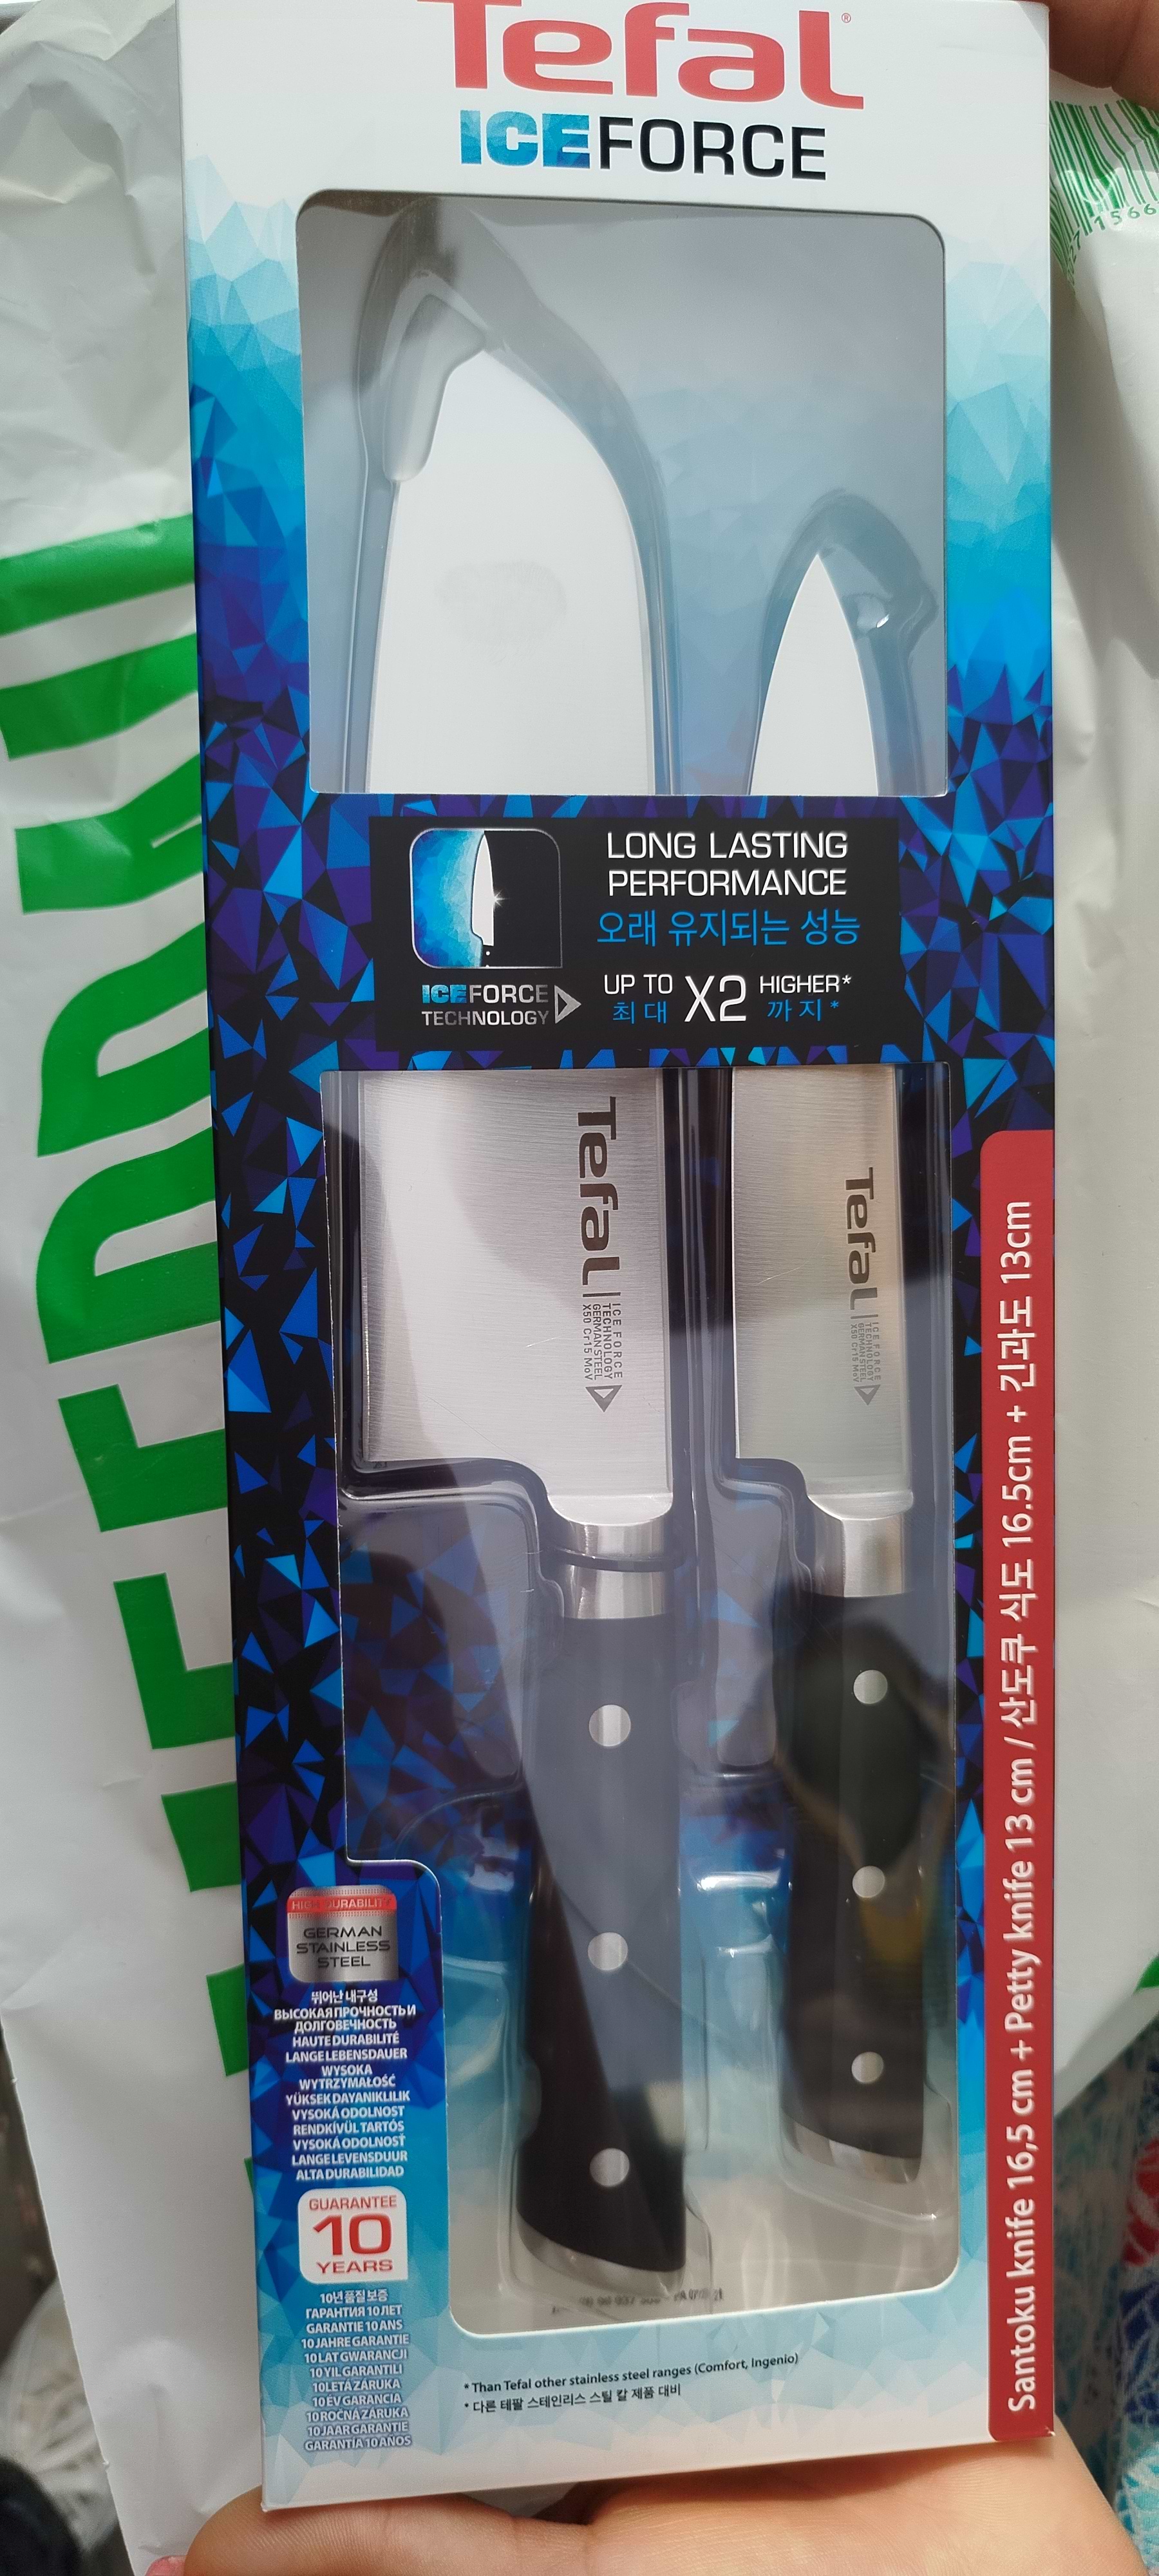 Tefal®
ICEFORCE
LONG LASTING
PERFORMANCE
오래 유지되는 성능
ICEFORCE
TECHNOLOGY
UP TO X2 HIGHER*
최대 까지*
Tefal
ICE FORCE
TECHNOLOGY
GERMAN STEEL
X50 Cr15 MoV
Tefal
ICE FORCE
TECHNOLOGY
GERMAN STEEL
X50 Cr15 MoV
Santoku knife 16,5 cm + Petty knife 13 cm / 산도쿠 식도 16.5cm + 긴과도 13cm
HIGH DURABILITY
GERMAN
STAINLESS
STEEL
뛰어난 내구성
ВЫСОКАЯ ПРОЧНОСТЬ И
ДОЛГОВЕЧНОСТЬ
HAUTE DURABILITÉ
LANGE LEBENSDAUER
WYSOKA
WYTRZYMAŁOŚĆ
YÜKSEK DAYANIKLILIK
VYSOKÁ ODOLNOST
RENDKÍVÜL TARTÓS
VYSOKÁ ODOLNOSŤ
LANGE LEVENSDUUR
ALTA DURABILIDAD
GUARANTEE
10
YEARS
10년 품질 보증
ГАРАНТИЯ 10 ЛЕТ
GARANTIE 10 ANS
10 JAHRE GARANTIE
10 LAT GWARANCJI
10 YIL GARANTILI
10 LETÁ ZÁRUKA
10 ÉV GARANCIA
10 ROČNÁ ZÁRUKA
10 JAAR GARANTIE
GARANTÍA 10 AÑOS
* Than Tefal other stainless steel ranges (Comfort, Ingenio)
* 다른 테팔 스테인리스 스틸 칼 제품 대비